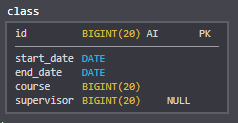 class
id BIGINT(20) AI PK
start_date DATE
end_date DATE
course BIGINT(20)
supervisor BIGINT(20) NULL